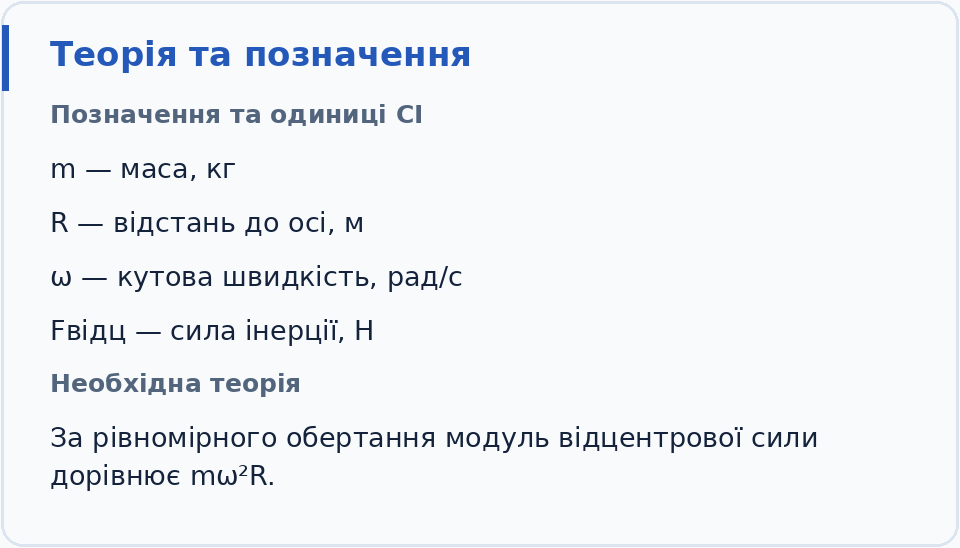 Теорія та позначення
Позначення та одиниці СІ
m — маса, кг
R — відстань до осі, м
ω — кутова швидкість, рад/с
Fвідц — сила інерції, Н
Необхідна теорія
За рівномірного обертання модуль відцентрової сили
дорівнює mω²R.